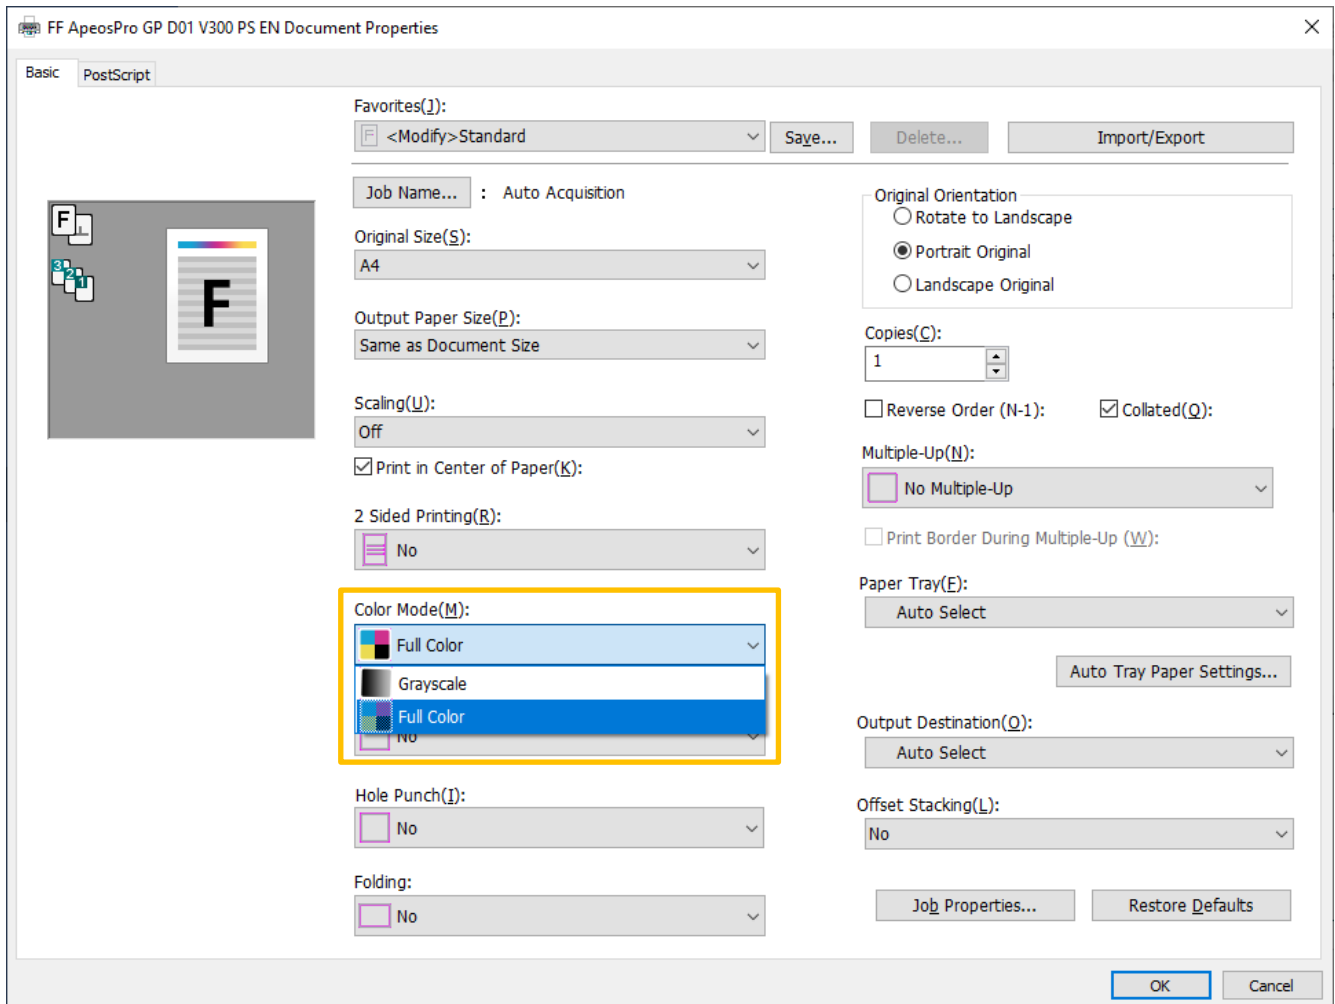 FF ApeosPro GP D01 V300 PS EN Document Properties
Basic
PostScript
Favorites(J):
F <Modify>Standard
Save...
Delete...
Import/Export
Job Name... : Auto Acquisition
Original Size(S):
A4
Output Paper Size(P):
Same as Document Size
Scaling(U):
Off
Print in Center of Paper(K):
2 Sided Printing(R):
No
Color Mode(M):
Full Color
Grayscale
Full Color
No
Hole Punch(I):
No
Folding:
No
F
3
2
1
F
Original Orientation
Rotate to Landscape
Portrait Original
Landscape Original
Copies(C):
1
Reverse Order (N-1):
Collated(Q):
Multiple-Up(N):
No Multiple-Up
Print Border During Multiple-Up (W):
Paper Tray(F):
Auto Select
Auto Tray Paper Settings...
Output Destination(O):
Auto Select
Offset Stacking(L):
No
Job Properties...
Restore Defaults
OK
Cancel